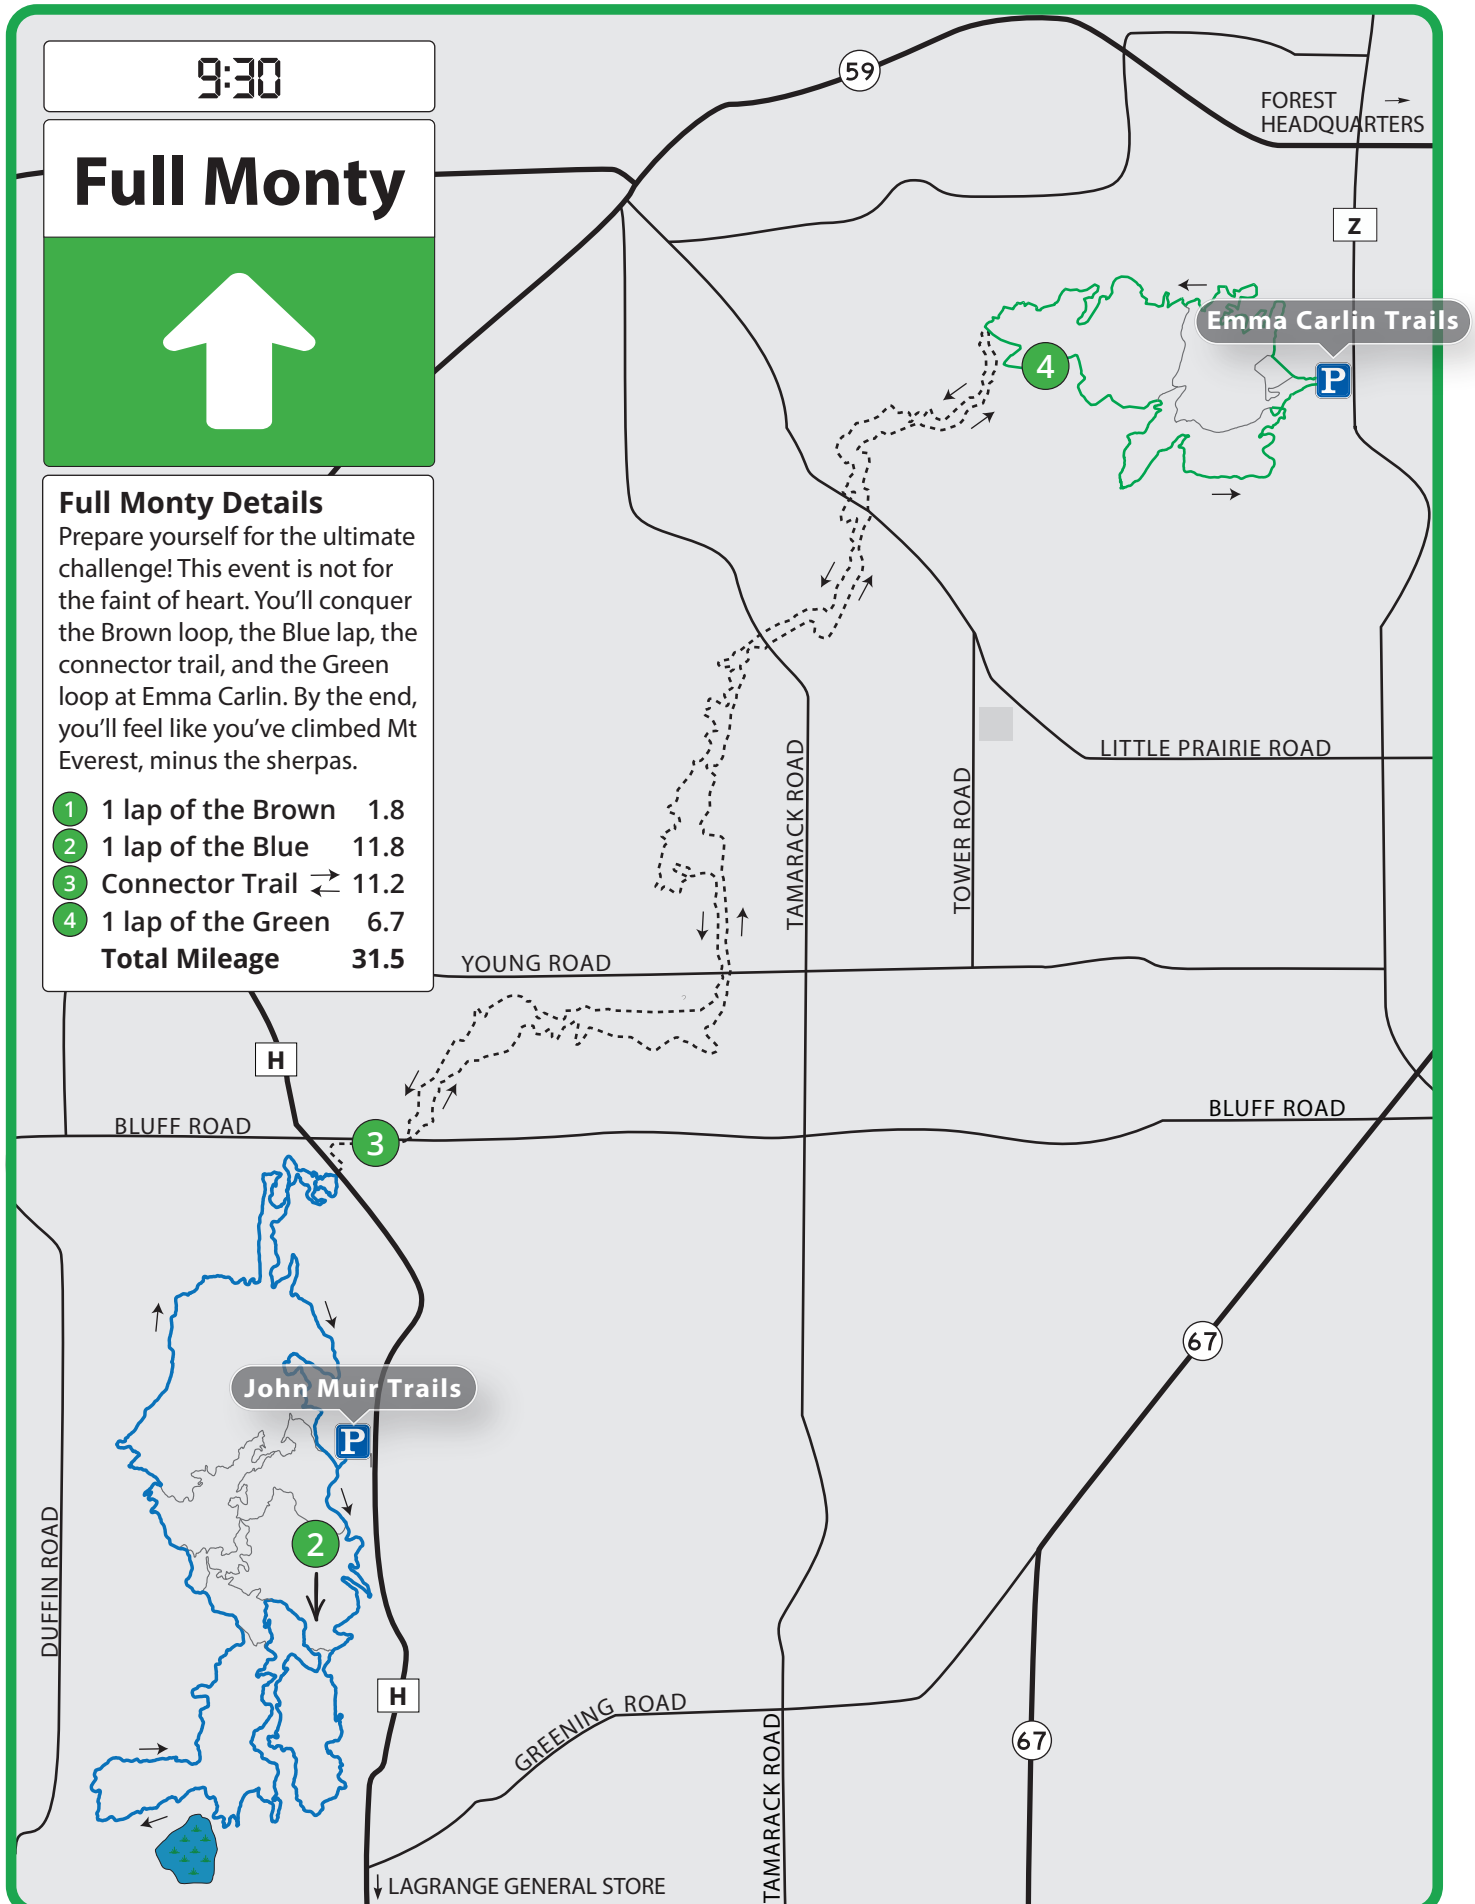 9:30
Full Monty
Full Monty Details
Prepare yourself for the ultimate
challenge! This event is not for
the faint of heart. You'll conquer
the Brown loop, the Blue lap, the
connector trail, and the Green
loop at Emma Carlin. By the end,
you'll feel like you've climbed Mt
Everest, minus the sherpas.
1 1 lap of the Brown 1.8
2 1 lap of the Blue 11.8
3 Connector Trail 11.2
4 1 lap of the Green 6.7
Total Mileage 31.5
59
FOREST
HEADQUARTERS
Z
Emma Carlin Trails
P
4
LITTLE PRAIRIE ROAD
TAMARACK ROAD
TOWER ROAD
YOUNG ROAD
?
H
BLUFF ROAD
3
BLUFF ROAD
67
John Muir Trails
P
2
DUFFIN ROAD
H
GREENING ROAD
TAMARACK ROAD
67
LAGRANGE GENERAL STORE